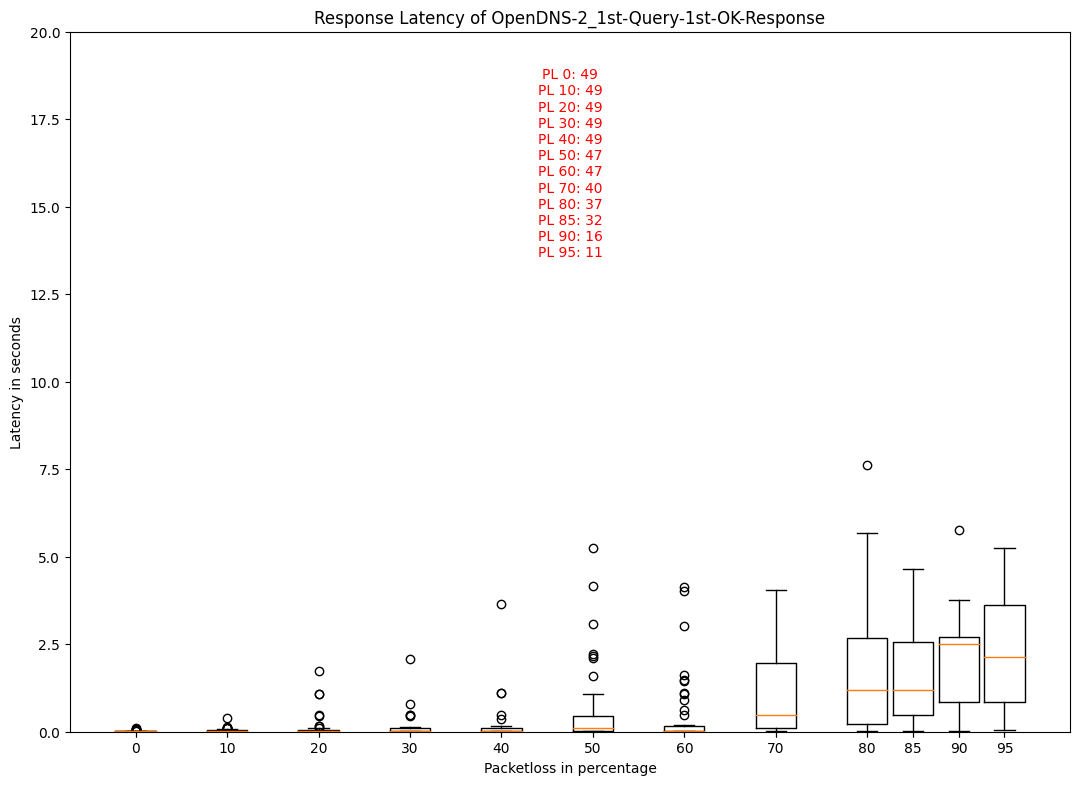 Response Latency of OpenDNS-2_1st-Query-1st-OK-Response
20.0
17.5
15.0
12.5
10.0
7.5
5.0
2.5
0.0
Latency in seconds
PL 0: 49
PL 10: 49
PL 20: 49
PL 30: 49
PL 40: 49
PL 50: 47
PL 60: 47
PL 70: 40
PL 80: 37
PL 85: 32
PL 90: 16
PL 95: 11
0 10 20 30 40 50 60 70 80 85 90 95
Packetloss in percentage